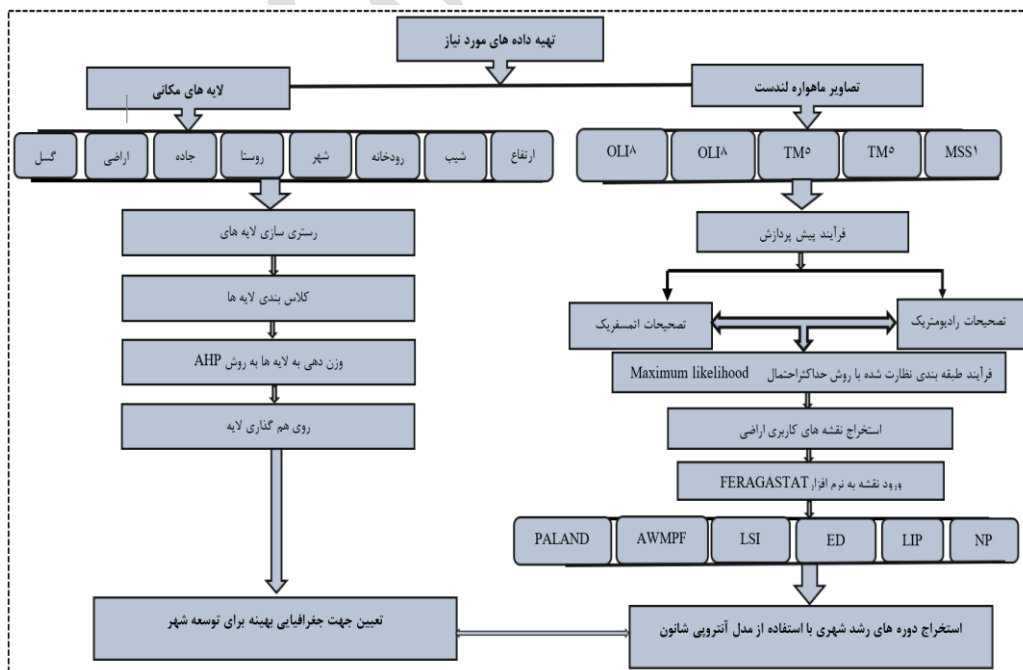 تهیه داده های مورد نیاز
تصاویر ماهواره لندست
لایه های مکانی
MSS۱
TM۵
TM۵
OLI۸
OLI۸
ارتفاع
شیب
رودخانه
شهر
روستا
جاده
اراضی
گسل
فرآیند پیش پردازش
تصحیحات رادیومتریک
تصحیحات اتمسفریک
فرآیند طبقه بندی نظارت شده با روش حداکثراحتمال Maximum likelihood
استخراج نقشه های کاربری اراضی
ورود نقشه به نرم افزار FERAGASTAT
NP
LIP
ED
LSI
AWMPF
PALAND
استخراج دوره های رشد شهری با استفاده از مدل آنتروپی شانون
رستری سازی لایه های
کلاس بندی لایه ها
وزن دهی به لایه ها به روش AHP
روی هم گذاری لایه
تعیین جهت جغرافیایی بهینه برای توسعه شهر